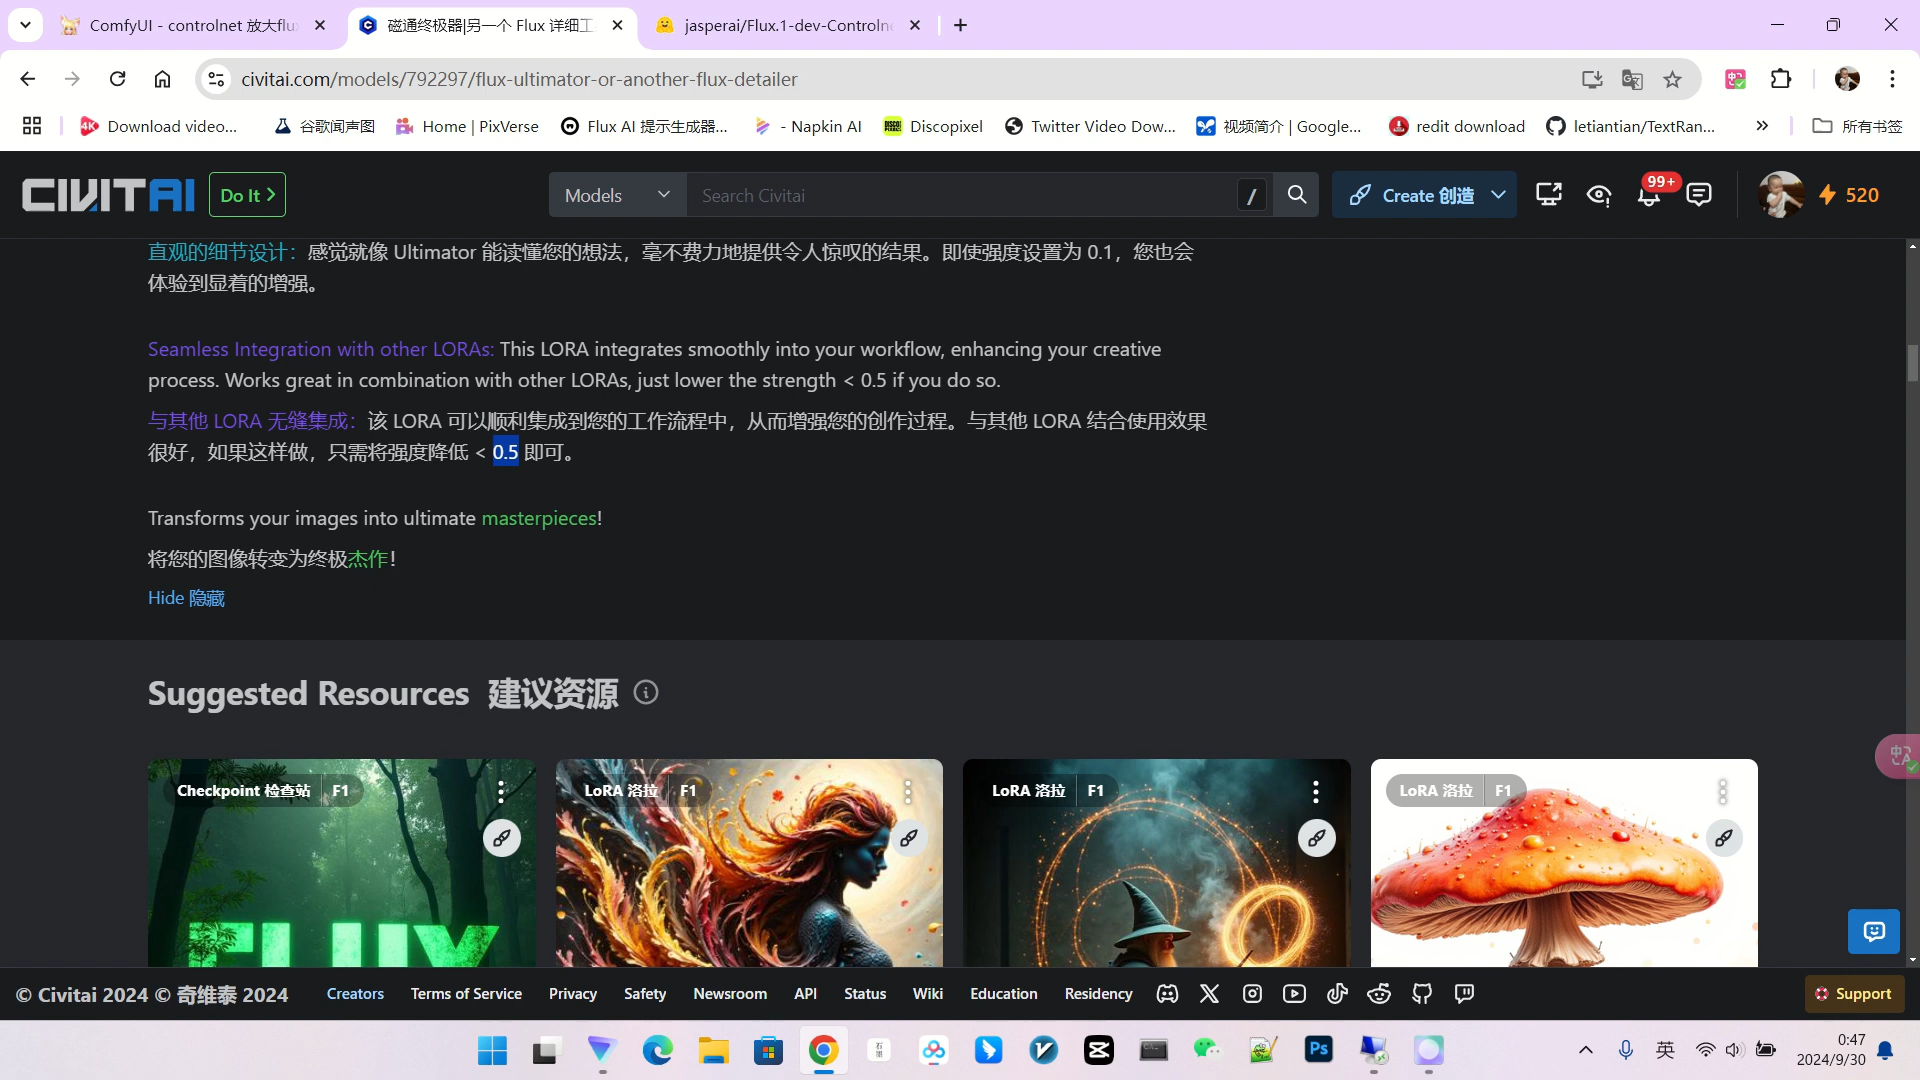 ComfyUI - controlnet 放大flu
磁通终极器|另一个 Flux 详细工
jasperai/Flux.1-dev-Controlne
civitai.com/models/792297/flux-ultimator-or-another-flux-detailer
Download video...
谷歌闻声图
Home | PixVerse
Flux AI 提示生成器...
- Napkin AI
Discopixel
Twitter Video Dow...
视频简介 | Google...
redit download
letiantian/TextRan...
所有书签
CIVITAI
Do It
Models
Search Civitai
/
Create 创造
99+
520
直观的细节设计：感觉就像 Ultimator 能读懂您的想法，毫不费力地提供令人惊叹的结果。即使强度设置为 0.1，您也会
体验到显着的增强。
Seamless Integration with other LORAs: This LORA integrates smoothly into your workflow, enhancing your creative
process. Works great in combination with other LORAs, just lower the strength < 0.5 if you do so.
与其他 LORA 无缝集成：该 LORA 可以顺利集成到您的工作流程中，从而增强您的创作过程。与其他 LORA 结合使用效果
很好，如果这样做，只需将强度降低 < 0.5 即可。
Transforms your images into ultimate masterpieces!
将您的图像转变为终极杰作！
Hide 隐藏
Suggested Resources 建议资源
Checkpoint 检查站 F1
LoRA 洛拉 F1
LoRA 洛拉 F1
LoRA 洛拉 F1
FLUX
© Civitai 2024 © 奇维泰 2024
Creators
Terms of Service
Privacy
Safety
Newsroom
API
Status
Wiki
Education
Residency
Support
Ps
英
0:47
2024/9/30